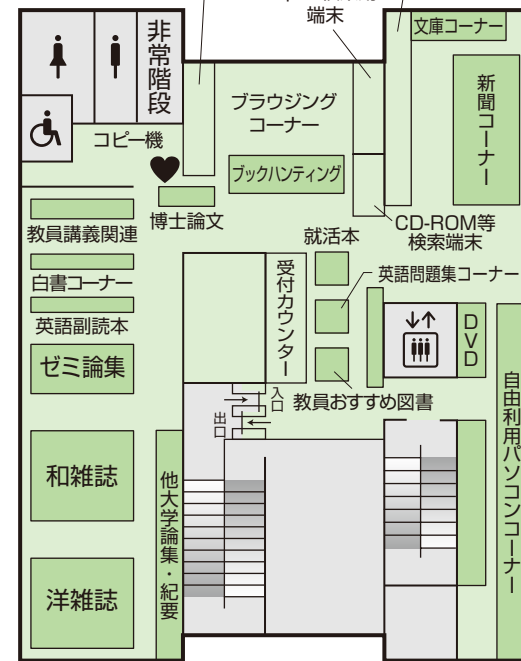 端末
文庫コーナー
非常階段
新聞コーナー
ブラウジング
コーナー
コピー機
ブックハンティング
博士論文
CD-ROM等
検索端末
教員講義関連
就活本
白書コーナー
受付カウンター
英語問題集コーナー
英語副読本
DVD
ゼミ論集
入口
教員おすすめ図書
出口
自由利用パソコンコーナー
和雑誌
他大学論集・紀要
洋雑誌